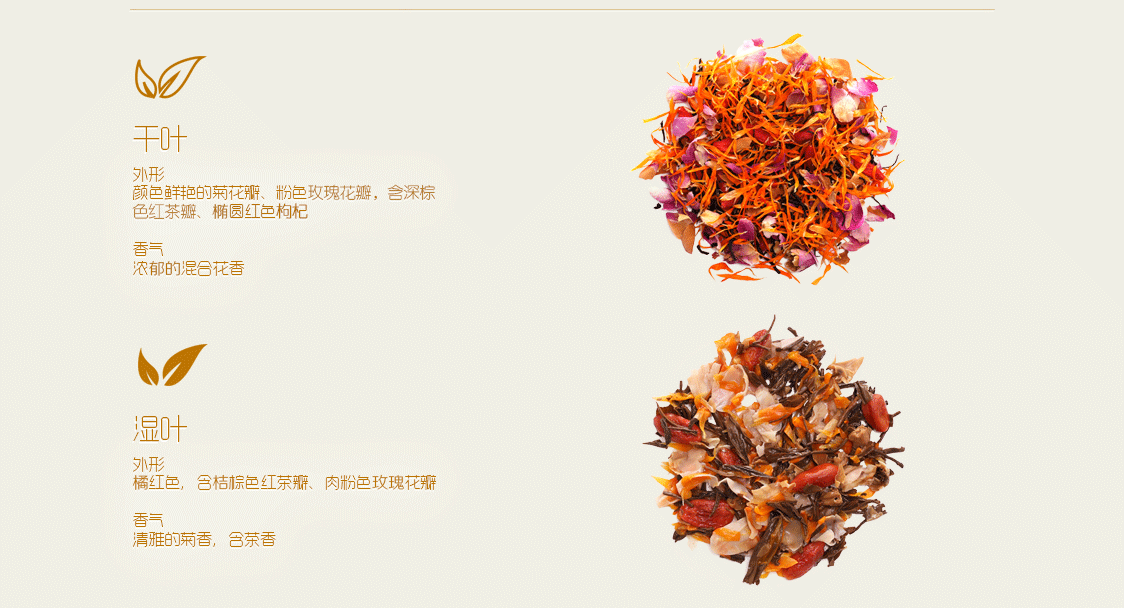 干叶
外形
颜色鲜艳的菊花瓣、粉色玫瑰花瓣，含深棕
色红茶瓣、椭圆红色枸杞
香气
浓郁的混合花香
湿叶
外形
橘红色，含桔棕色红茶瓣、肉粉色玫瑰花瓣
香气
清雅的菊香，含茶香